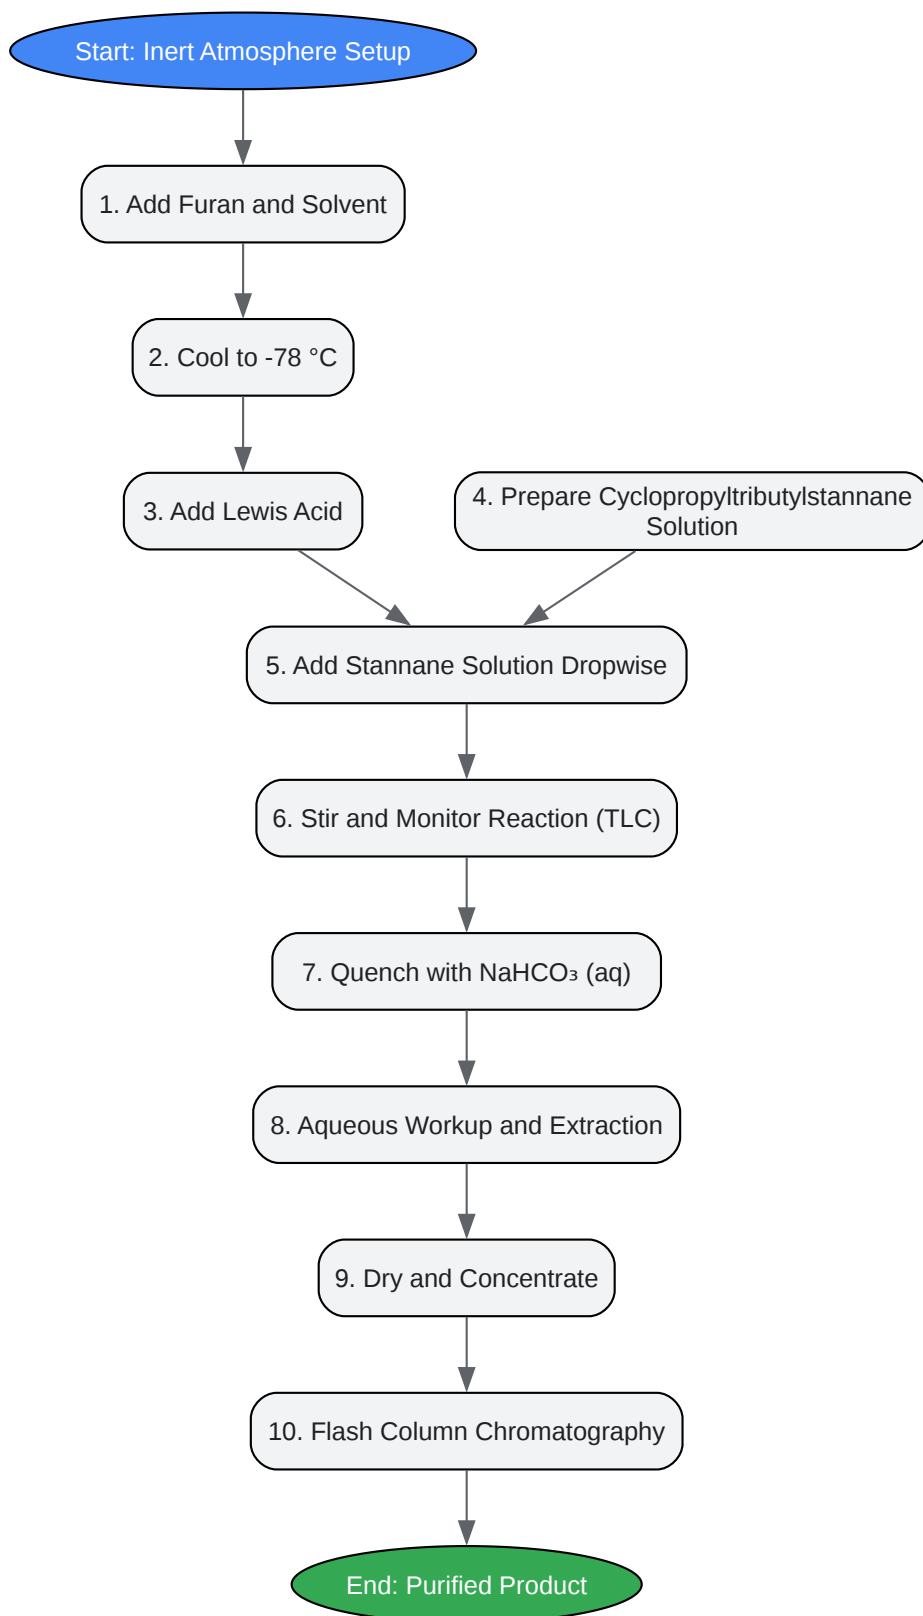 Start: Inert Atmosphere Setup
1. Add Furan and Solvent
2. Cool to -78 °C
3. Add Lewis Acid
4. Prepare Cyclopropyltributylstannane
Solution
5. Add Stannane Solution Dropwise
6. Stir and Monitor Reaction (TLC)
7. Quench with NaHCO₃ (aq)
8. Aqueous Workup and Extraction
9. Dry and Concentrate
10. Flash Column Chromatography
End: Purified Product